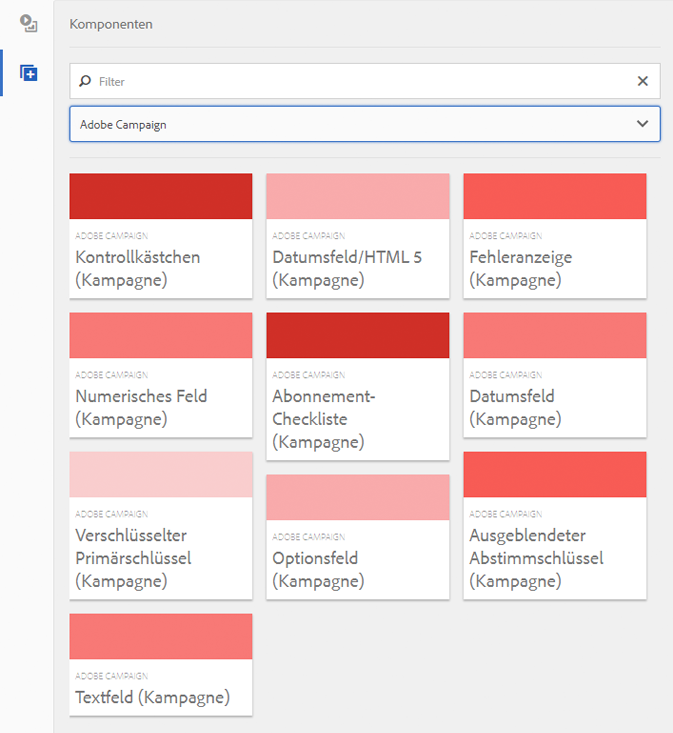 Komponenten
Filter
Adobe Campaign
ADOBE CAMPAIGN
Kontrollkästchen
(Kampagne)
ADOBE CAMPAIGN
Datumsfeld/HTML 5
(Kampagne)
ADOBE CAMPAIGN
Fehleranzeige
(Kampagne)
ADOBE CAMPAIGN
Numerisches Feld
(Kampagne)
ADOBE CAMPAIGN
Abonnement-
Checkliste
(Kampagne)
ADOBE CAMPAIGN
Datumsfeld
(Kampagne)
ADOBE CAMPAIGN
Verschlüsselter
Primärschlüssel
(Kampagne)
ADOBE CAMPAIGN
Optionsfeld
(Kampagne)
ADOBE CAMPAIGN
Ausgeblendeter
Abstimmschlüssel
(Kampagne)
ADOBE CAMPAIGN
Textfeld (Kampagne)